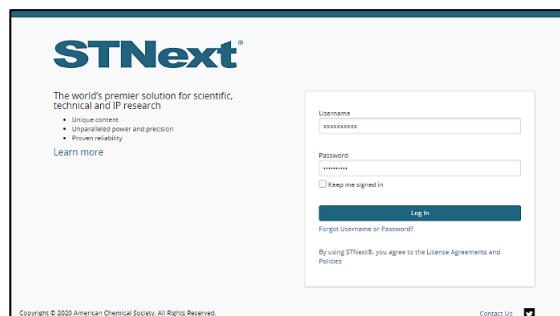 STNext®
The world's premier solution for scientific,
technical and IP research
Unique content
Unparalleled power and precision
Proven reliability
Learn more
Username
xxxxxxxxxx
Password
••••••••••
Keep me signed in
Log In
Forgot Username or Password?
By using STNext®, you agree to the License Agreements and
Policies
Copyright © 2020 American Chemical Society. All Rights Reserved.
Contact Us